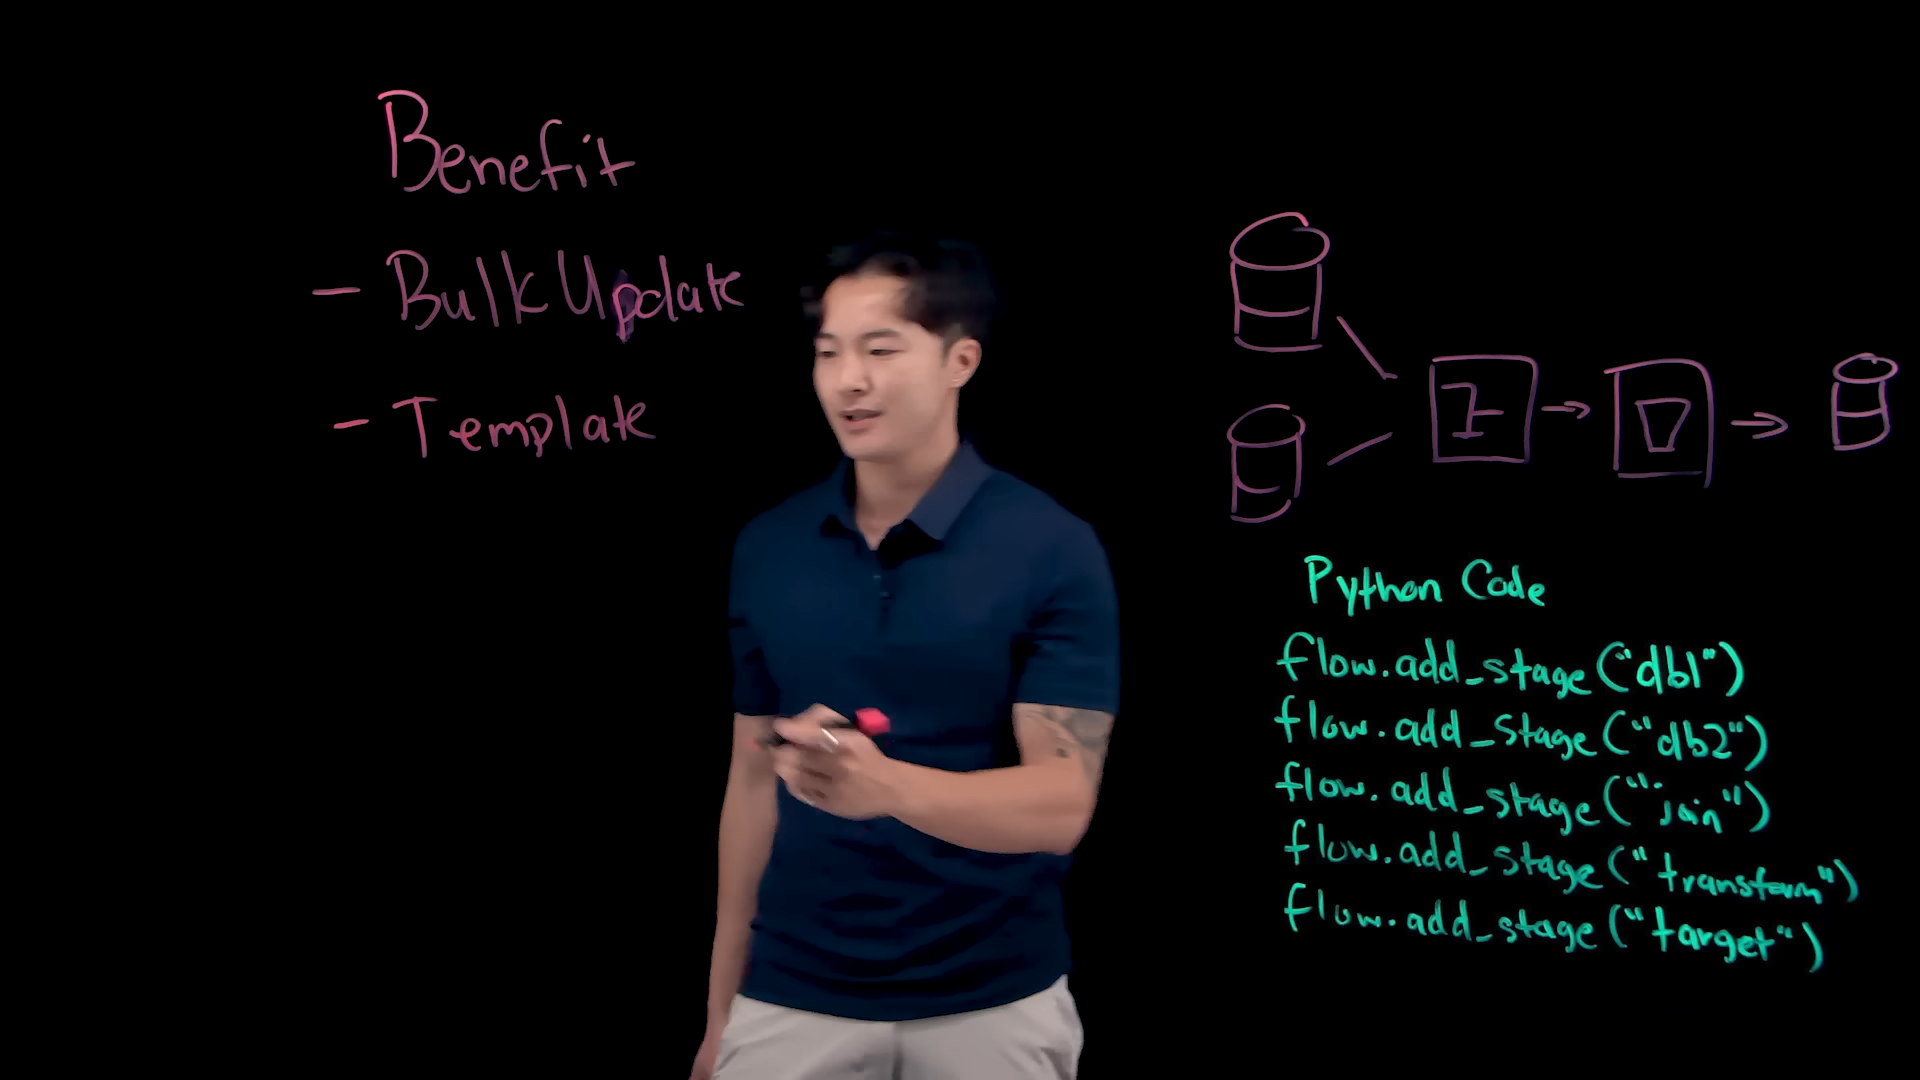 Benefit
- Bulk Update
- Template
Python Code
flow.add_stage("db1")
flow.add_stage("db2")
flow.add_stage("join")
flow.add_stage("transform")
flow.add_stage("target")